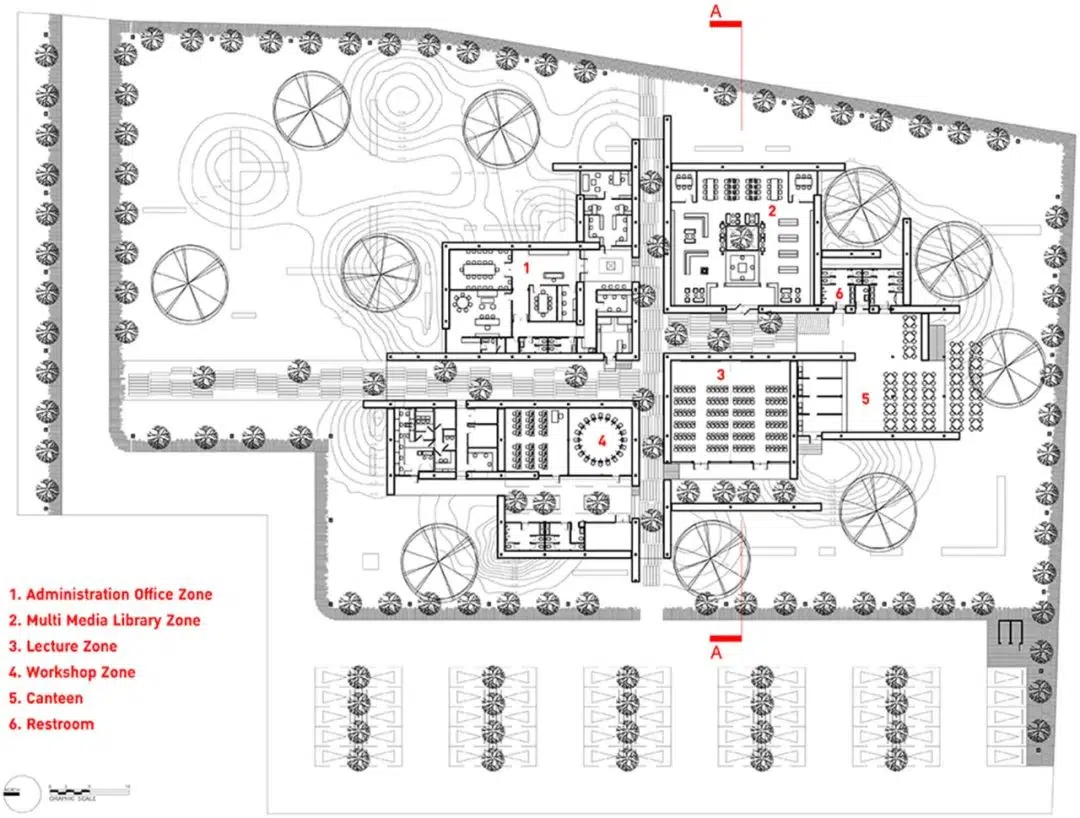 A
1
2
6
3
5
4
A
1. Administration Office Zone
2. Multi Media Library Zone
3. Lecture Zone
4. Workshop Zone
5. Canteen
6. Restroom
NORTH
GRAPHIC SCALE